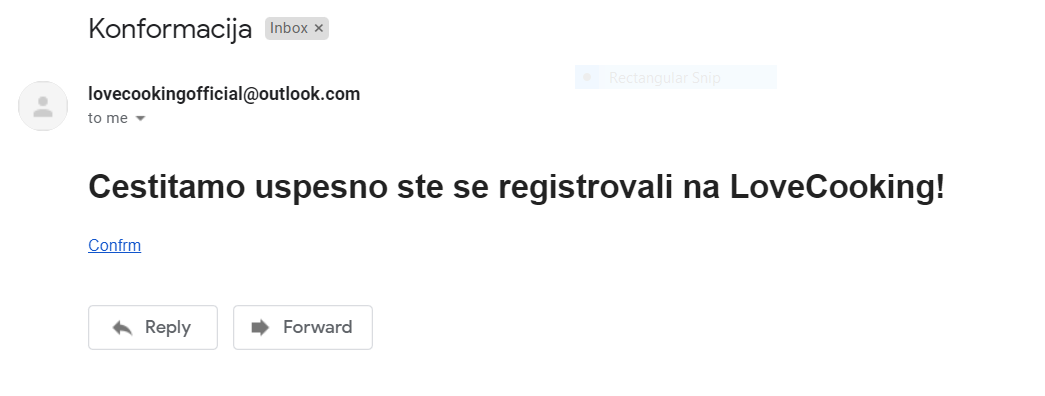 Konformacija Inbox ×
Rectangular Snip
lovecookingofficial@outlook.com
to me
Cestitamo uspesno ste se registrovali na LoveCooking!
Confrm
Reply Forward